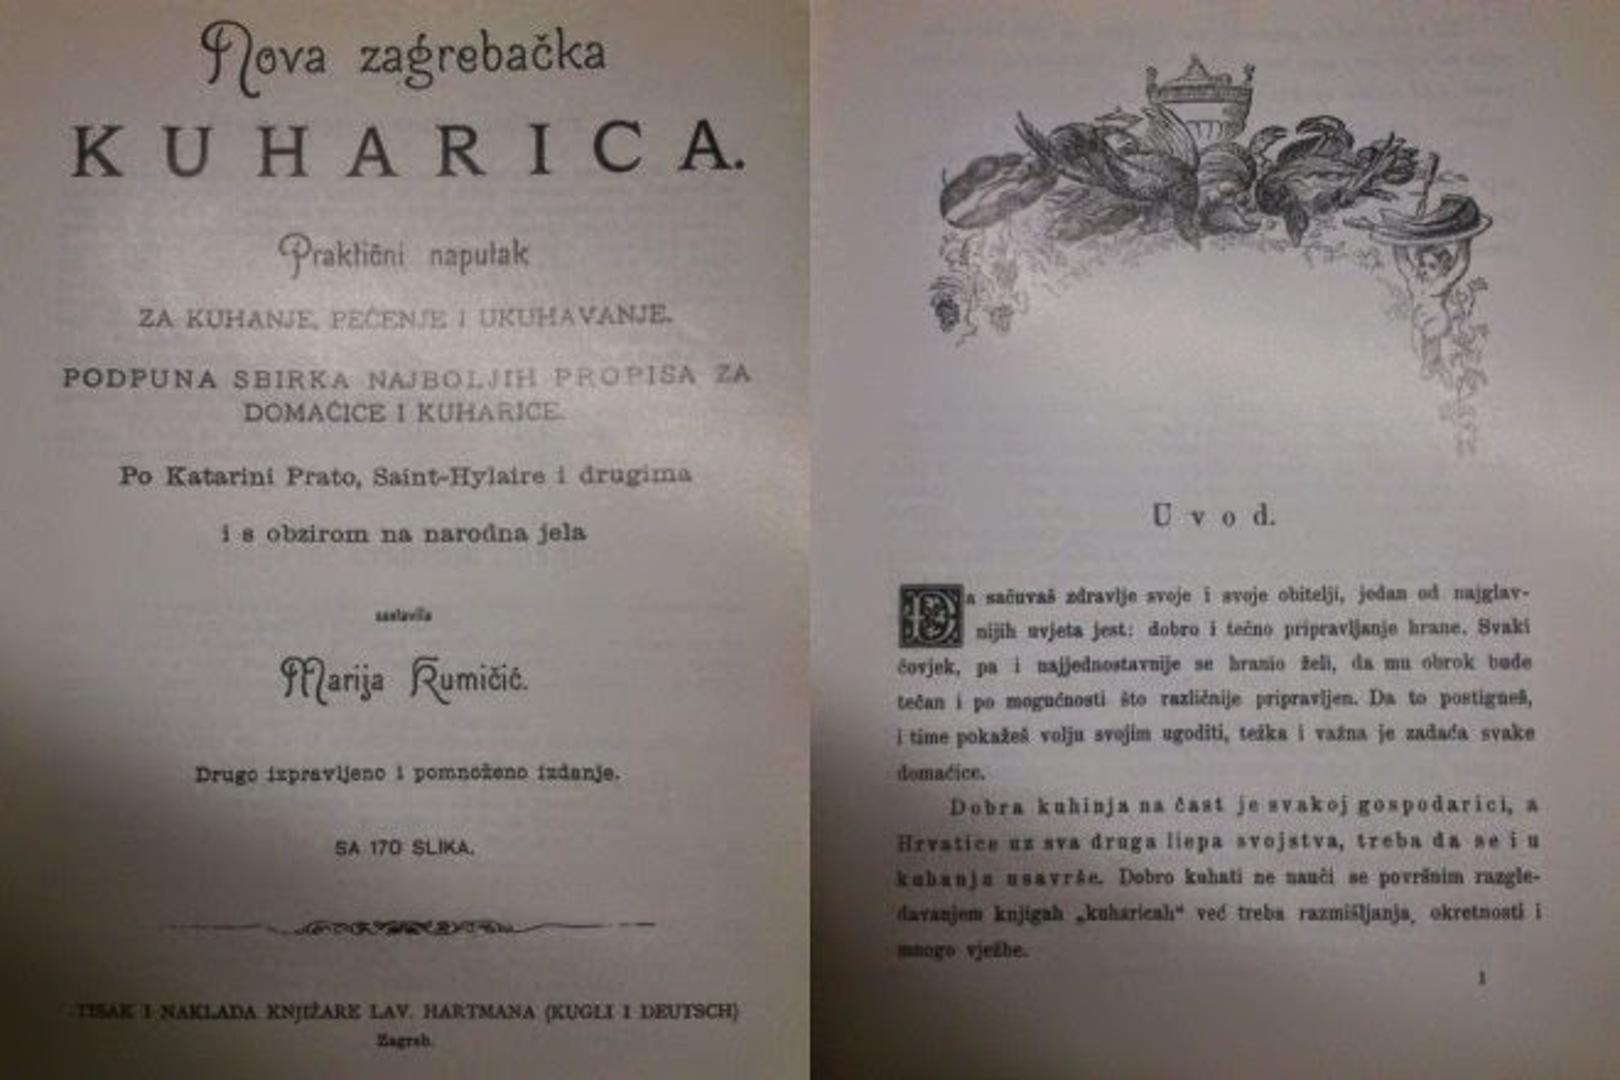 Nova zagrebačka
KUHARICA.
Praktični naputak
ZA KUHANJE, PEČENJE I UKUHAVANJE.
PODPUNA SBIRKA NAJBOLJIH PROPISA ZA
DOMAĆICE I KUHARICE.
Po Katarini Prato, Saint-Hylaire i drugima
i s obzirom na narodna jela
sastavila
Marija Kumičić.
Drugo izpravljeno i pomnoženo izdanje.
SA 170 SLIKA.
TISAK I NAKLADA KNJIŽARE LAV. HARTMANA (KUGLI I DEUTSCH)
Zagreb.
Uvod.
Da sačuvaš zdravlje svoje i svoje obitelji, jedan od najglav-
nijih uvjeta jest: dobro i tečno pripravljanje hrane. Svaki
čovjek, pa i najjednostavnije se hranio želi, da mu obrok bude
tečan i po mogućnosti što različnije pripravljen. Da to postigneš,
i time pokažeš volju svojim ugoditi, težka i važna je zadaća svake
domaćice.
Dobra kuhinja na čast je svakoj gospodarici, a
Hrvatice uz sva druga liepa svojstva, treba da se i u
kuhanju usavrše. Dobro kuhati ne nauči se površnim razgle-
davanjem knjigah „kuharicah“ već treba razmišljanja, okretnosti i
mnogo vježbe.
1